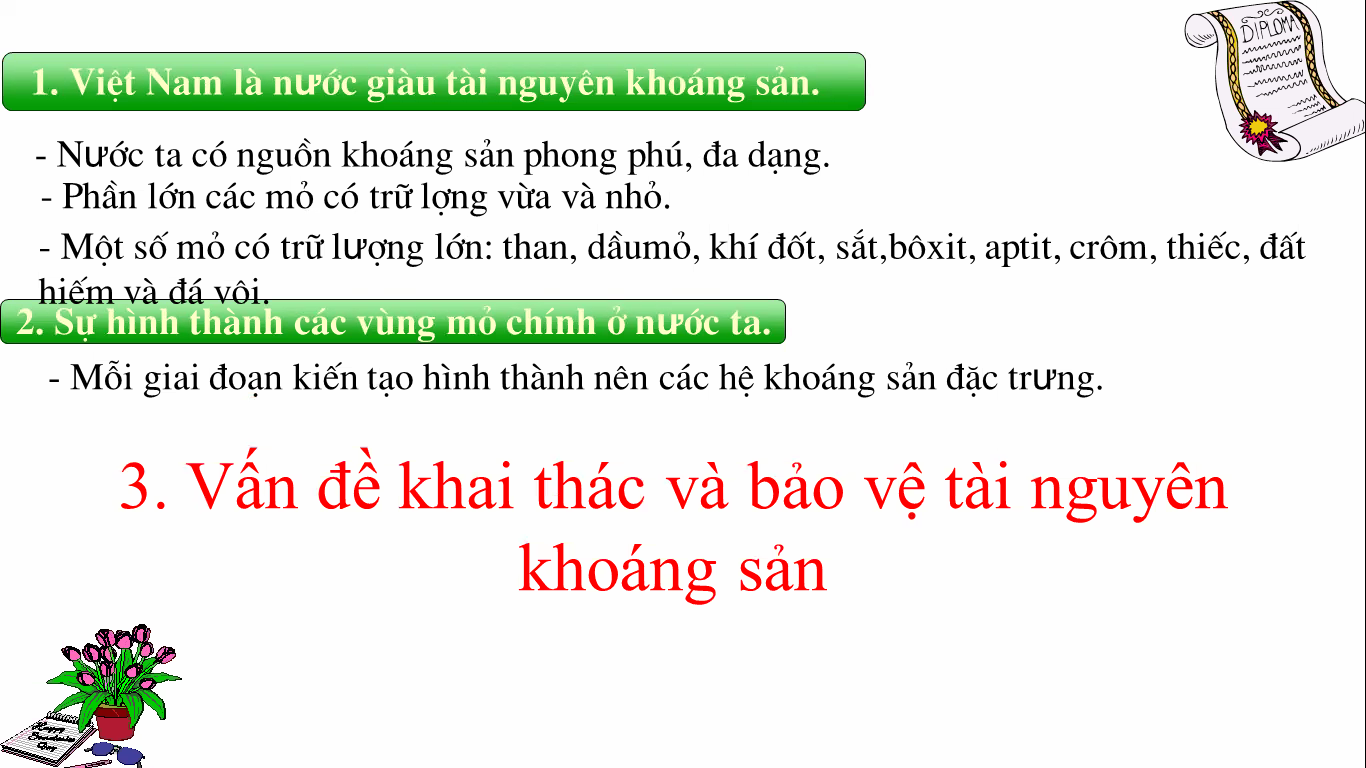 DIPLOMA
1. Việt Nam là nước giàu tài nguyên khoáng sản.
- Nước ta có nguồn khoáng sản phong phú, đa dạng.
- Phần lớn các mỏ có trữ lợng vừa và nhỏ.
- Một số mỏ có trữ lượng lớn: than, dầumỏ, khí đốt, sắt,bôxit, aptit, crôm, thiếc, đất
hiếm và đá vôi.
2. Sự hình thành các vùng mỏ chính ở nước ta.
- Mỗi giai đoạn kiến tạo hình thành nên các hệ khoáng sản đặc trưng.
3. Vấn đề khai thác và bảo vệ tài nguyên
khoáng sản
Happy
Day